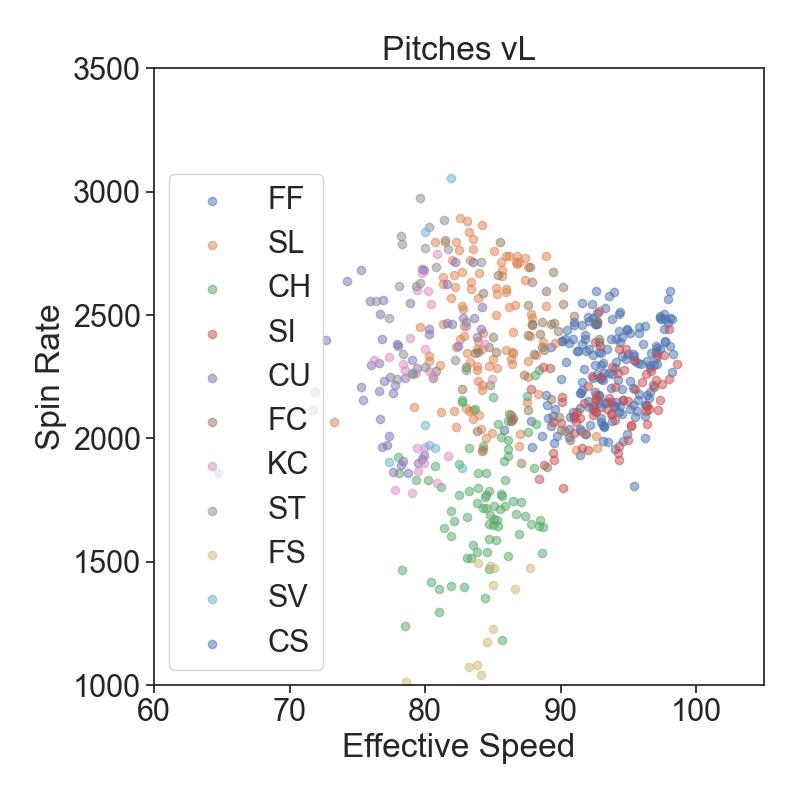 Pitches vL
3500
3000
2500
2000
1500
1000
Spin Rate
FF
SL
CH
SI
CU
FC
KC
ST
FS
SV
CS
60
70
80
90
100
Effective Speed